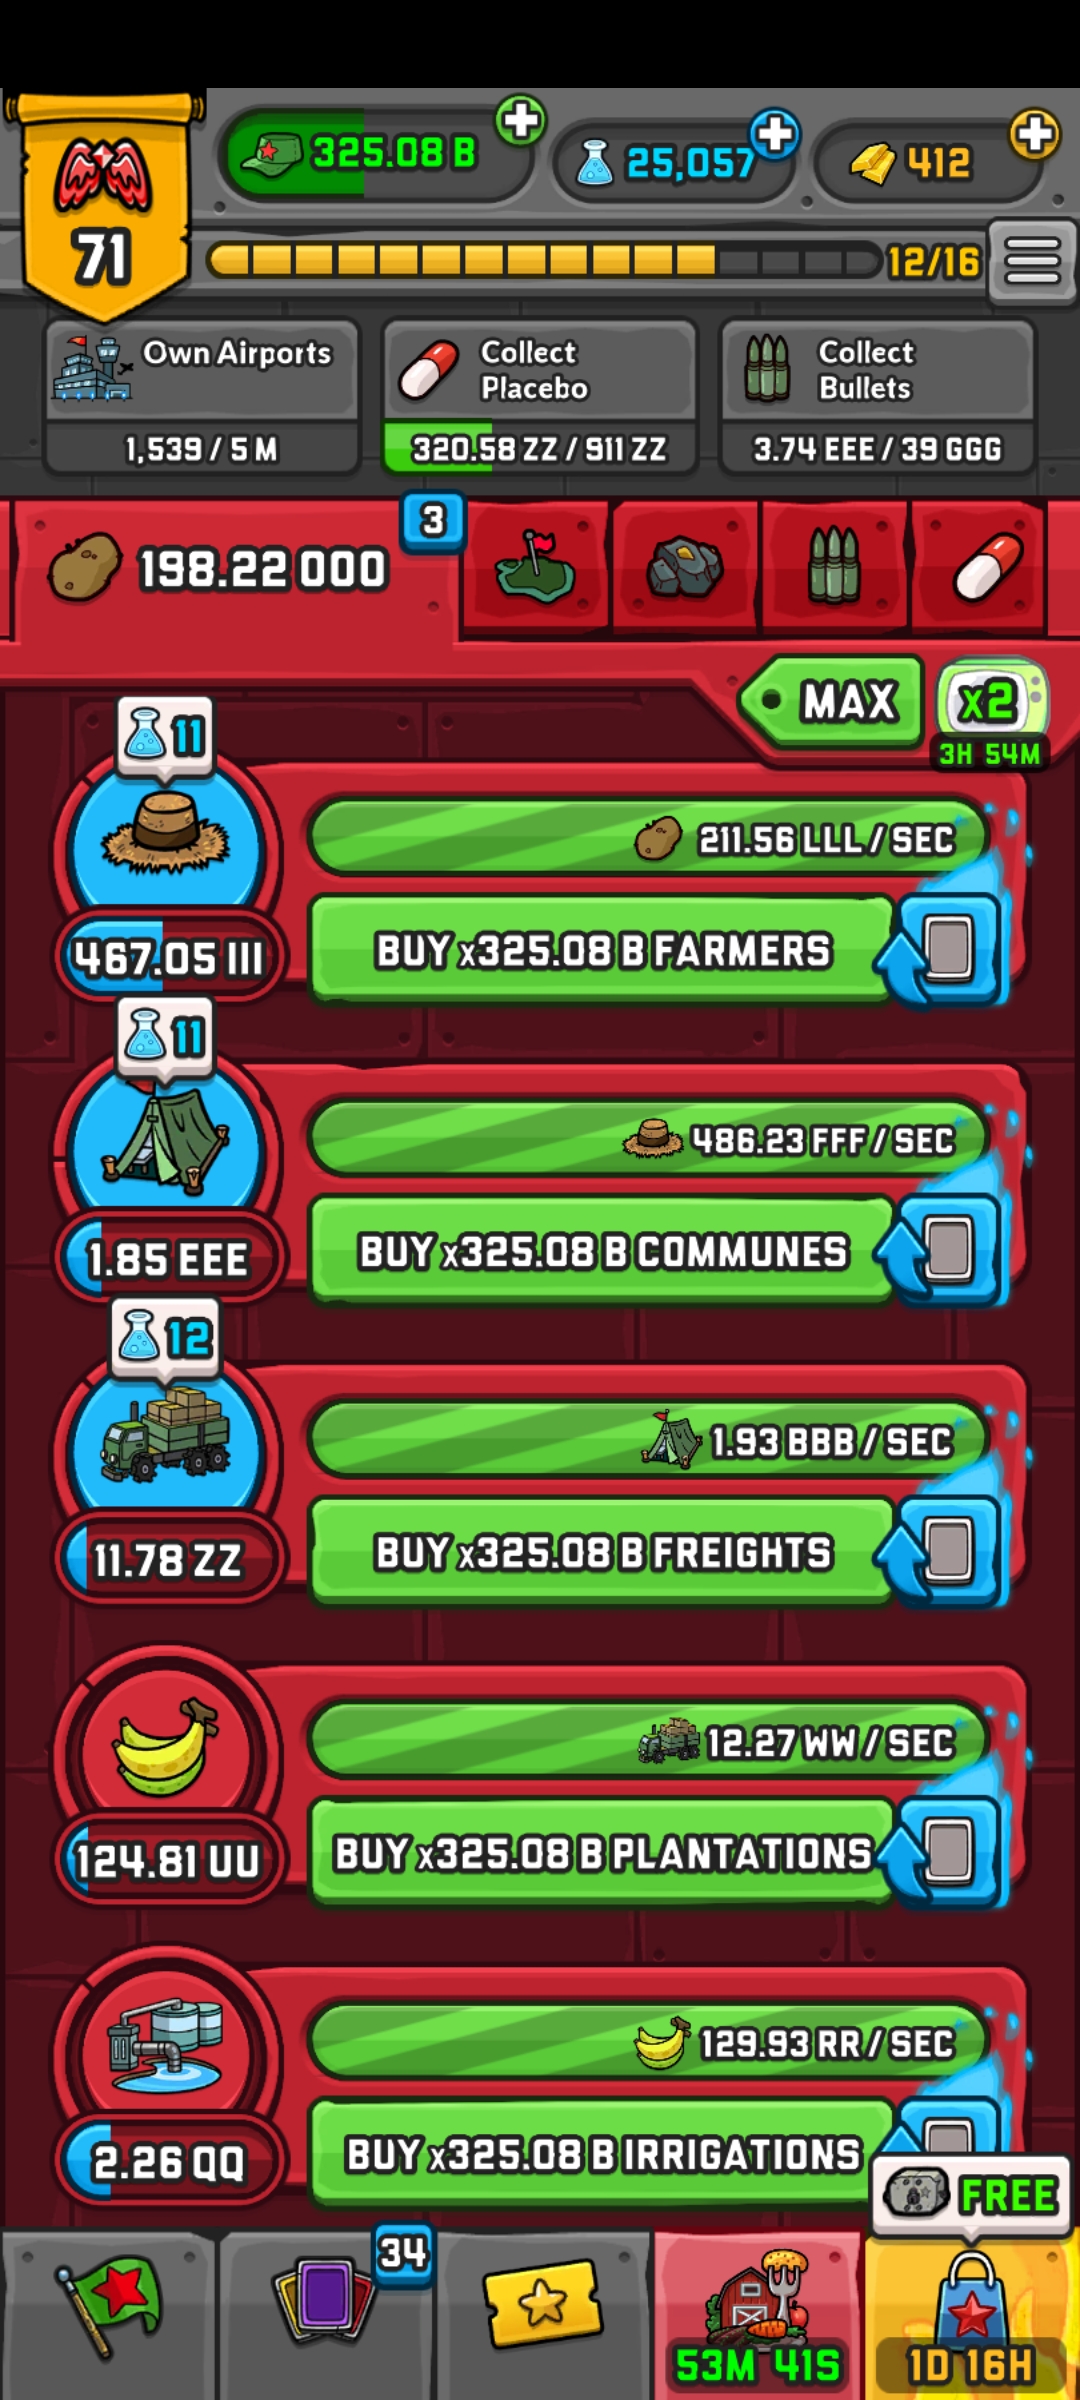 71
325.08 B
25,057
412
12/16
Own Airports
1,539 / 5 M
Collect
Placebo
320.58 ZZ / 911 ZZ
Collect
Bullets
3.74 EEE / 39 GGG
198.22 OOO
3
MAX
x2
3H 54M
11
211.56 LLL / SEC
467.05 III
BUY x325.08 B FARMERS
11
486.23 FFF / SEC
1.85 EEE
BUY x325.08 B COMMUNES
12
1.93 BBB / SEC
11.78 ZZ
BUY x325.08 B FREIGHTS
12.27 WW / SEC
124.81 UU
BUY x325.08 B PLANTATIONS
129.93 RR / SEC
2.26 QQ
BUY x325.08 B IRRIGATIONS
FREE
34
53M 41S
1D 16H